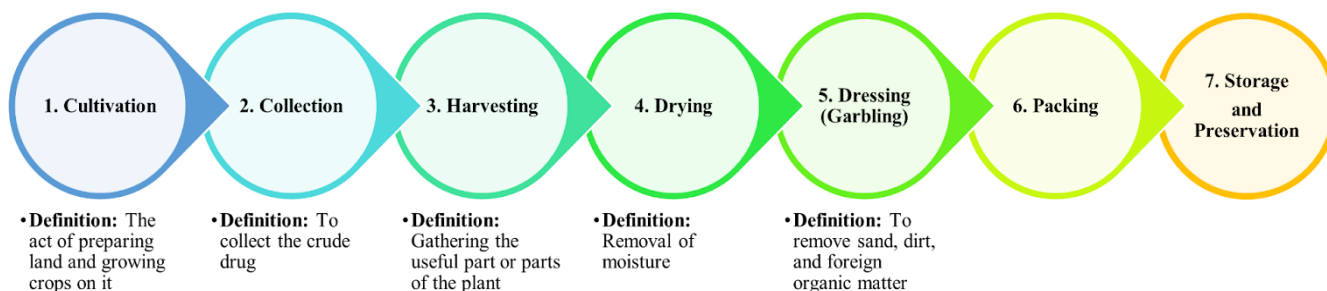 1. Cultivation
2. Collection
3. Harvesting
4. Drying
5. Dressing
(Garbling)
6. Packing
7. Storage
and
Preservation
•Definition: The
act of preparing
land and growing
crops on it
•Definition: To
collect the crude
drug
•Definition:
Gathering the
useful part or parts
of the plant
•Definition:
Removal of
moisture
•Definition: To
remove sand, dirt,
and foreign
organic matter